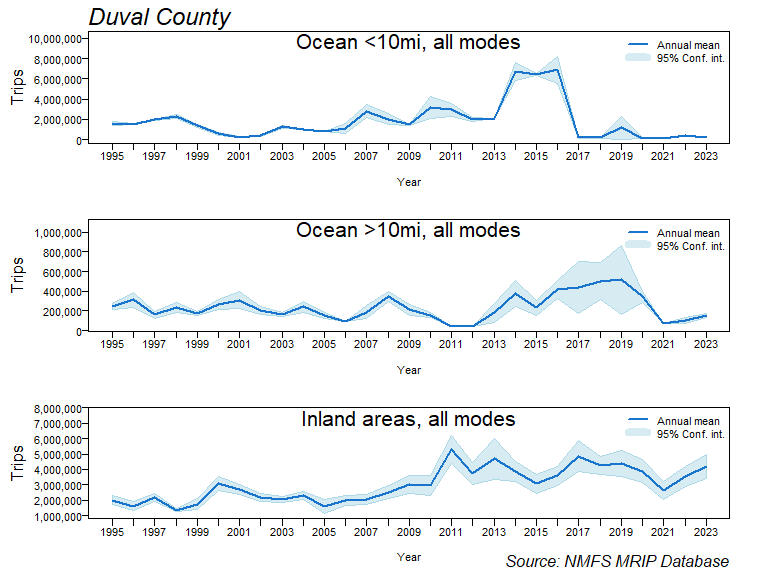 Duval County
Ocean <10mi, all modes
Annual mean
95% Conf. int.
Trips
10,000,000
8,000,000
6,000,000
4,000,000
2,000,000
0
1995 1997 1999 2001 2003 2005 2007 2009 2011 2013 2015 2017 2019 2021 2023
Year
Ocean >10mi, all modes
Annual mean
95% Conf. int.
Trips
1,000,000
800,000
600,000
400,000
200,000
0
1995 1997 1999 2001 2003 2005 2007 2009 2011 2013 2015 2017 2019 2021 2023
Year
Inland areas, all modes
Annual mean
95% Conf. int.
Trips
8,000,000
7,000,000
6,000,000
5,000,000
4,000,000
3,000,000
2,000,000
1,000,000
1995 1997 1999 2001 2003 2005 2007 2009 2011 2013 2015 2017 2019 2021 2023
Year
Source: NMFS MRIP Database